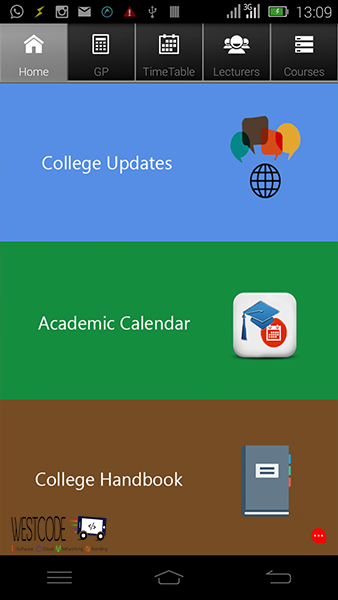 3G
13:09
Home
GP
TimeTable
Lecturers
Courses
College Updates
Academic Calendar
College Handbook
WESTCODE